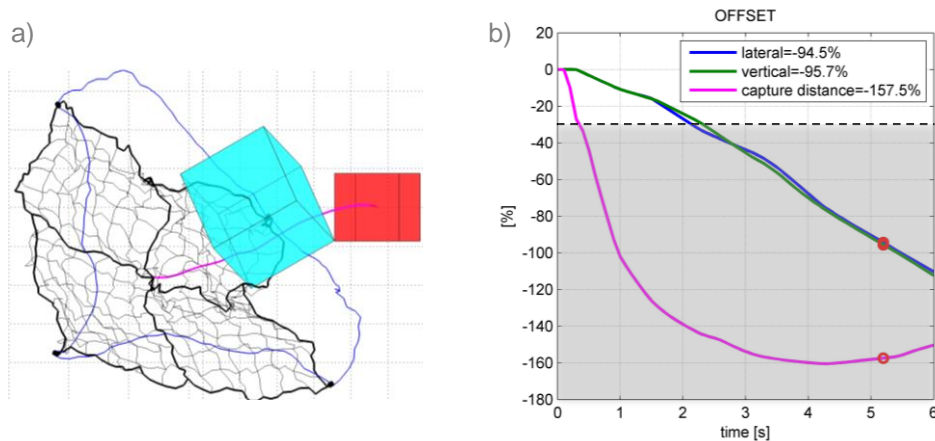 a)
b)
OFFSET
lateral=-94.5%
vertical=-95.7%
capture distance=-157.5%
20
0
-20
-40
-60
-80
-100
-120
-140
-160
-180
[%]
0 1 2 3 4 5 6
time [s]